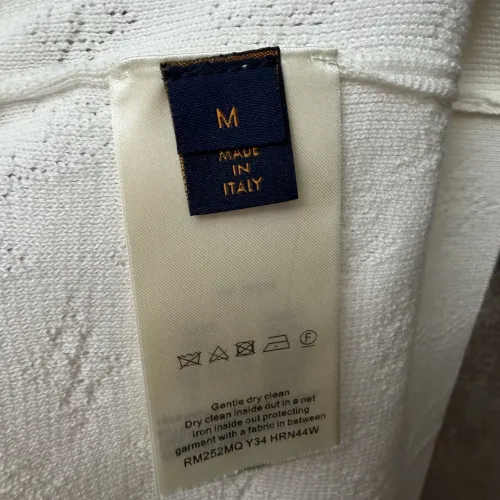 M
MADE
IN
ITALY
F
Gentle dry clean
Dry clean inside out in a net
iron inside out protecting
garment with a fabric in between
RM252MQ Y34 HRN44W